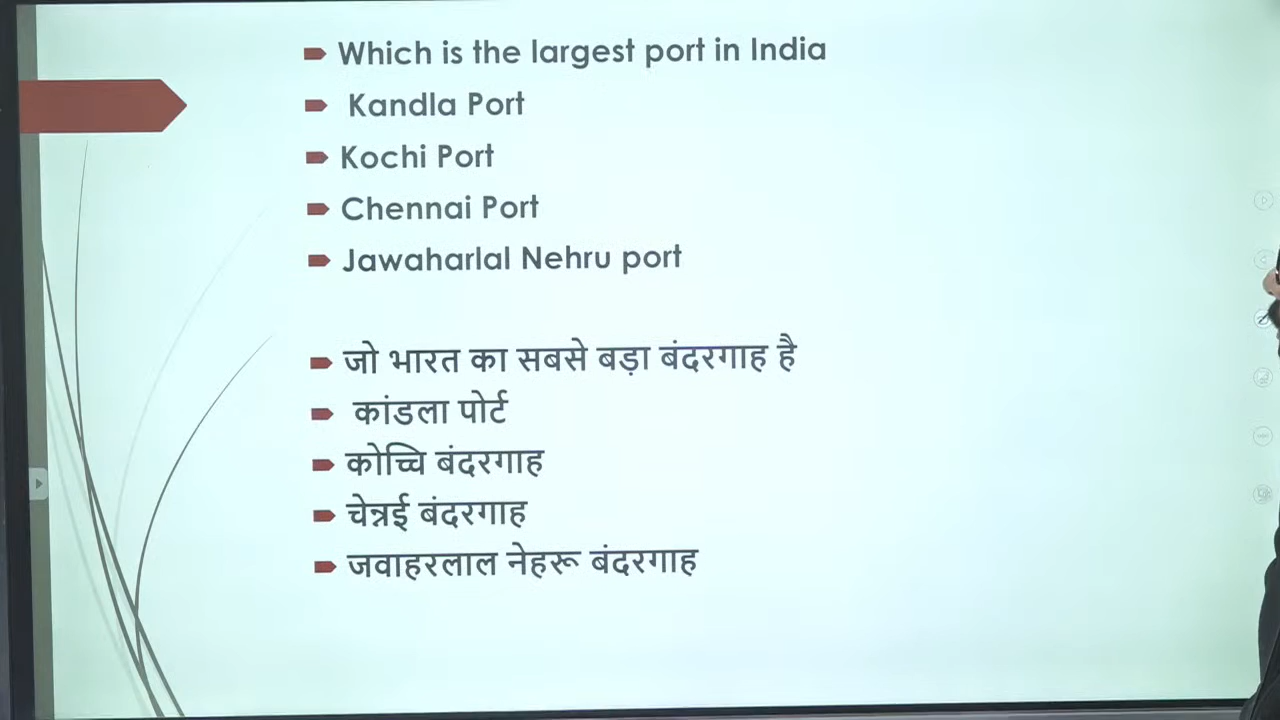 Which is the largest port in India
Kandla Port
Kochi Port
Chennai Port
Jawaharlal Nehru port
जो भारत का सबसे बड़ा बंदरगाह है
कांडला पोर्ट
कोच्चि बंदरगाह
चेन्नई बंदरगाह
जवाहरलाल नेहरू बंदरगाह